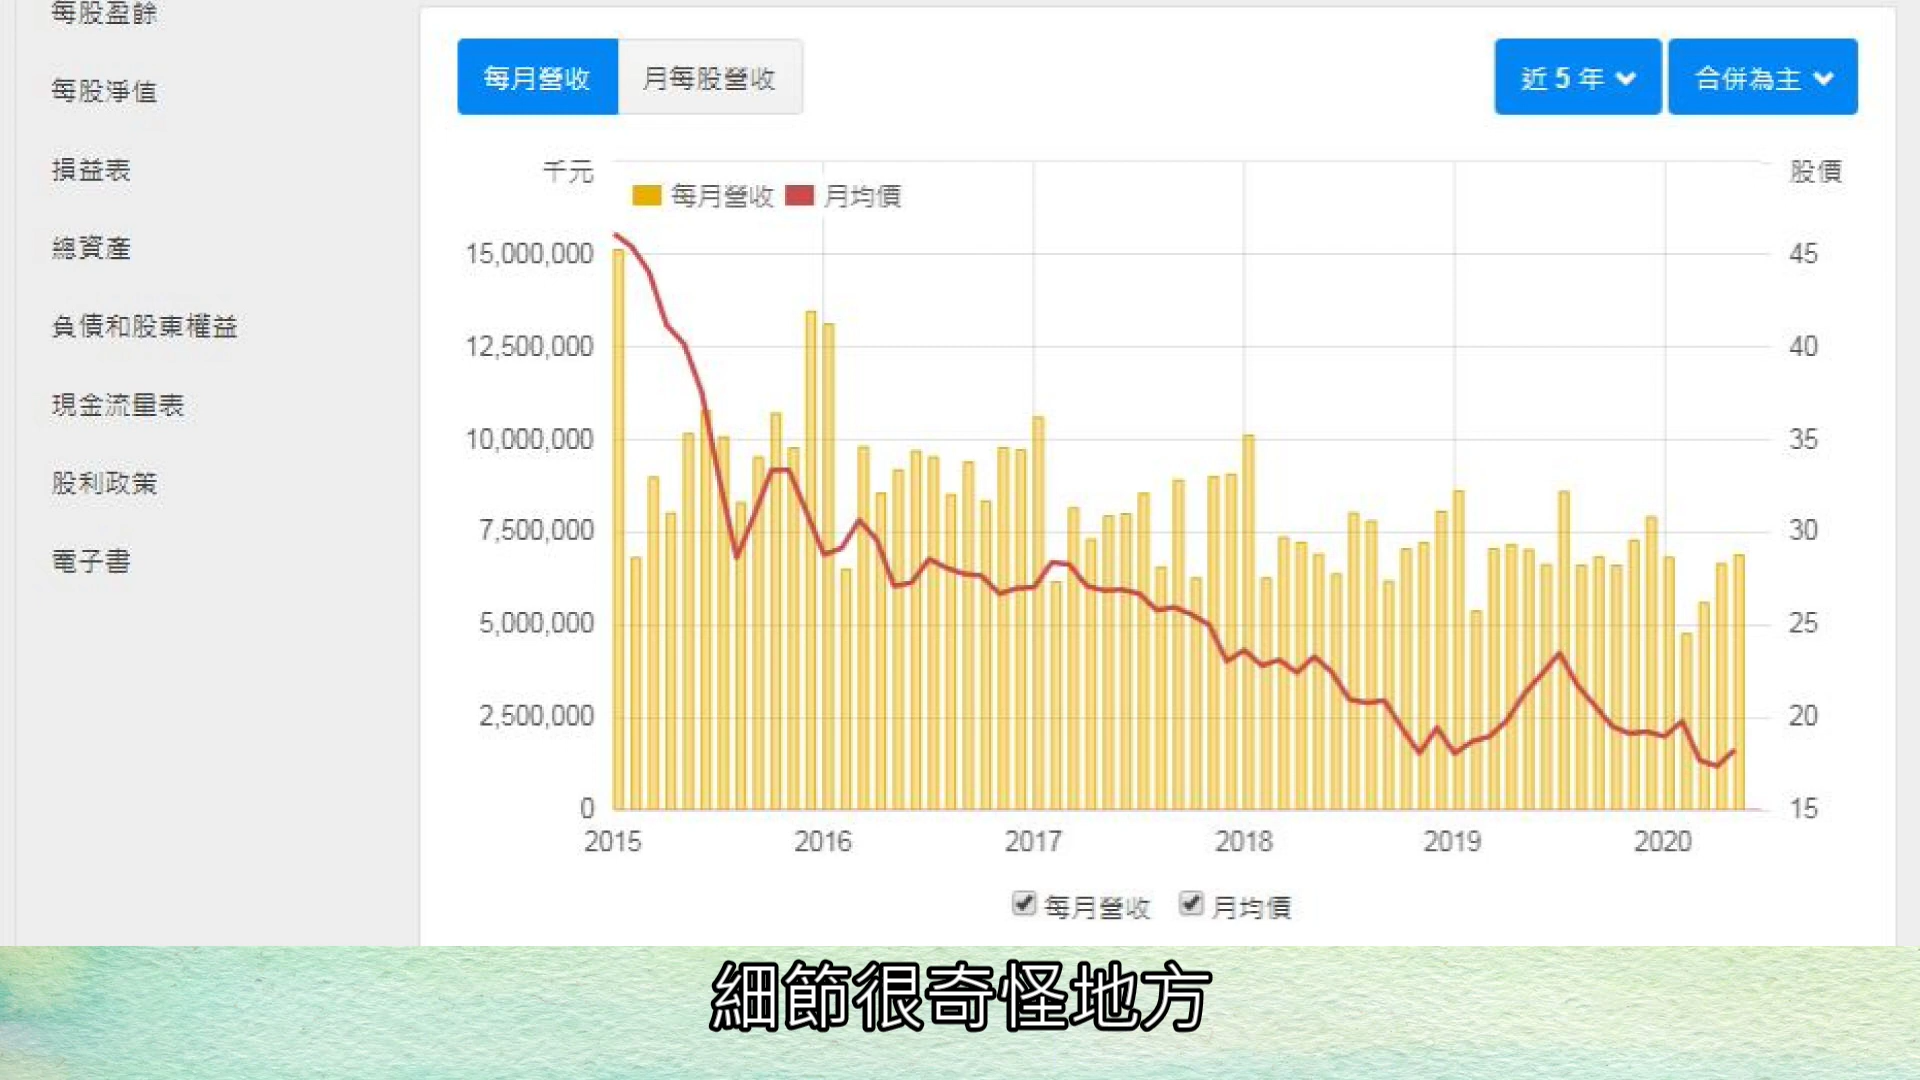 每股盈餘
每股淨值
損益表
總資產
負債和股東權益
現金流量表
股利政策
電子書
每月營收 月每股營收
近 5 年 合併為主
千元 股價
每月營收 月均價
15,000,000 45
12,500,000 40
10,000,000 35
7,500,000 30
5,000,000 25
2,500,000 20
0 15
2015 2016 2017 2018 2019 2020
每月營收 月均價
細節很奇怪地方